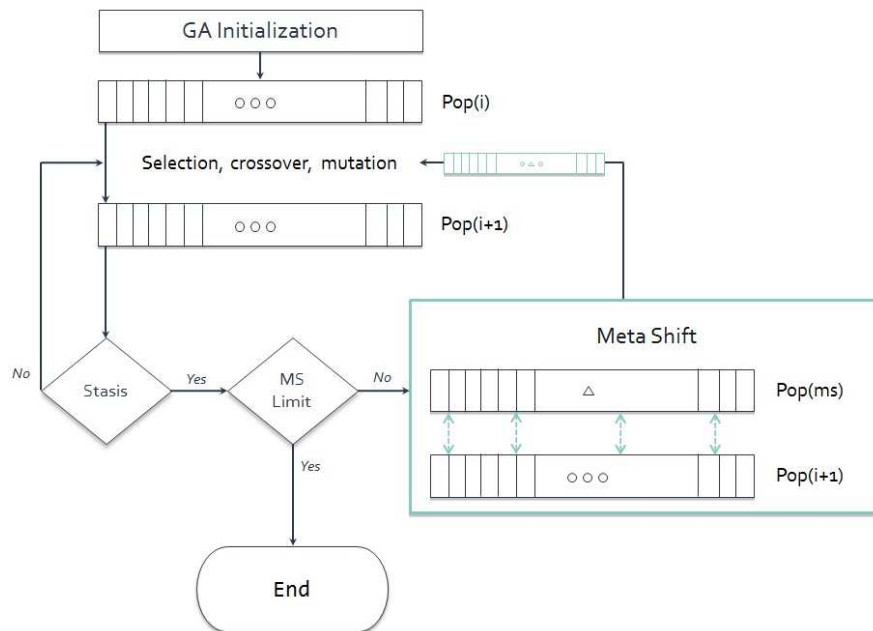 GA Initialization
Pop(i)
Selection, crossover, mutation
Pop(i+1)
Meta Shift
No
Stasis
Yes
MS
Limit
No
Pop(ms)
Yes
Pop(i+1)
End